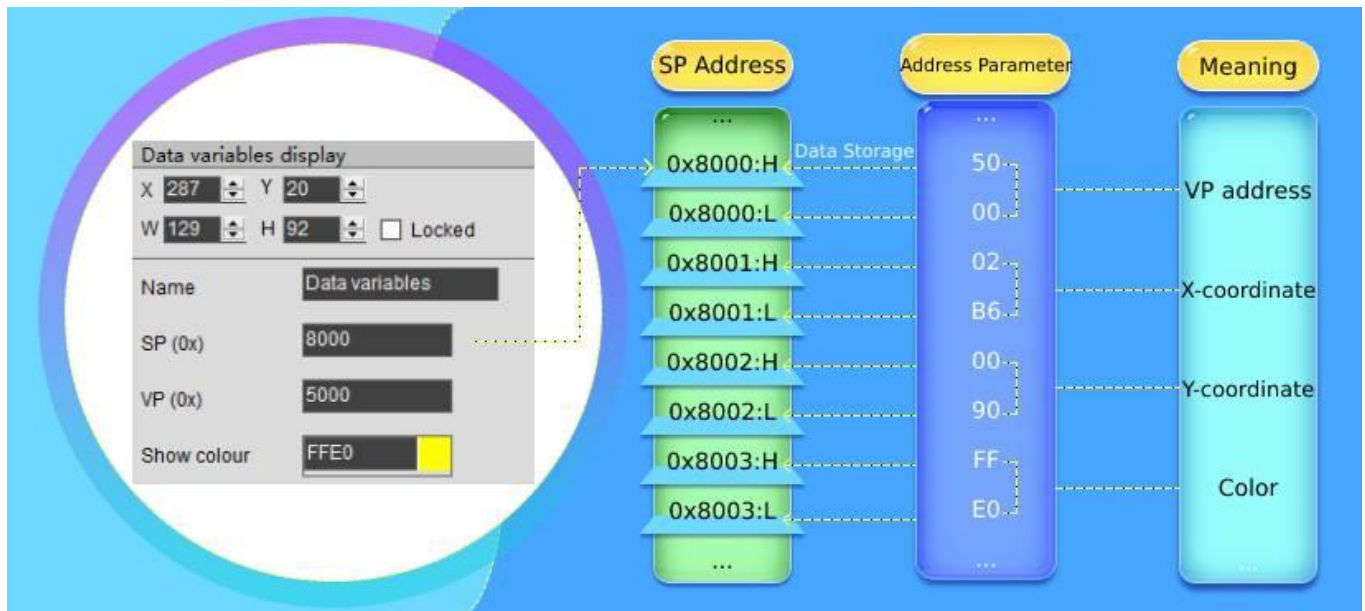 SP Address
Address Parameter
Meaning
Data variables display
X 287 Y 20
W 129 H 92 Locked
Name Data variables
SP (0x) 8000
VP (0x) 5000
Show colour FFE0
...
0x8000:H
0x8000:L
0x8001:H
0x8001:L
0x8002:H
0x8002:L
0x8003:H
0x8003:L
...
Data Storage
...
50
00
02
B6
00
90
FF
E0
...
...
VP address
X-coordinate
Y-coordinate
Color
...